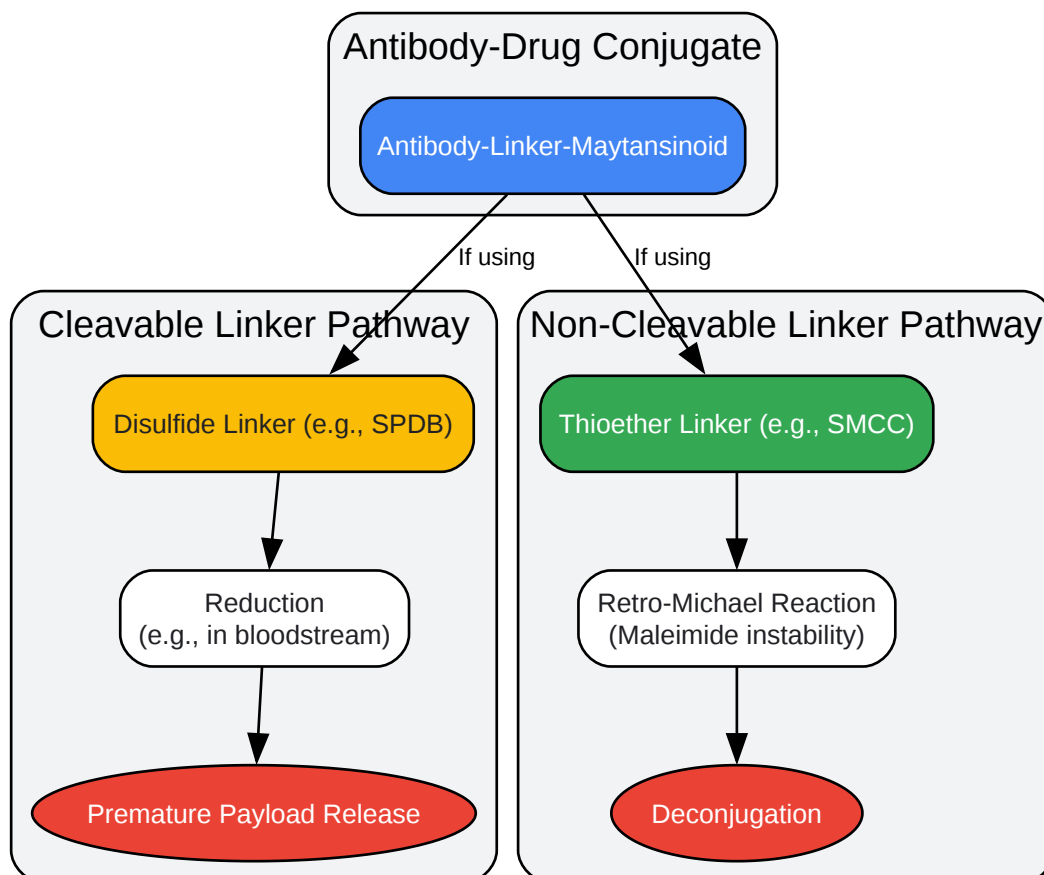 Antibody-Drug Conjugate
Antibody-Linker-Maytansinoid
If using
If using
Cleavable Linker Pathway
Disulfide Linker (e.g., SPDB)
Reduction
(e.g., in bloodstream)
Premature Payload Release
Non-Cleavable Linker Pathway
Thioether Linker (e.g., SMCC)
Retro-Michael Reaction
(Maleimide instability)
Deconjugation